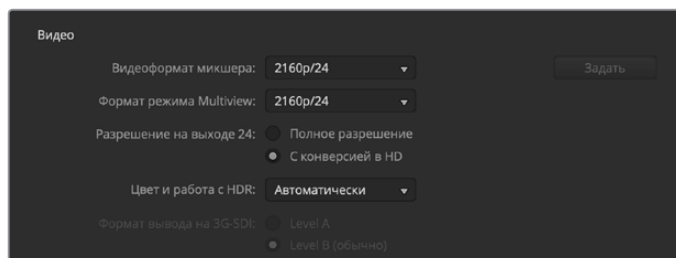 Видео
Видеоформат микшера: 2160p/24 Задать
Формат режима Multiview: 2160p/24
Разрешение на выходе 24: Полное разрешение
С конверсией в HD
Цвет и работа с HDR: Автоматически
Формат вывода на 3G-SDI: Level A
Level B (обычно)